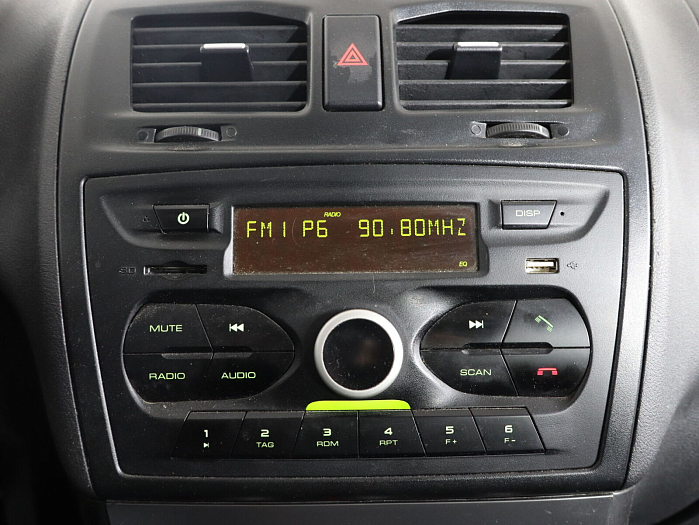 RADIO
FM1 P6 90.80MHZ
EQ
DISP
MUTE
RADIO
AUDIO
SCAN
1
2
TAG
3
RDM
4
RPT
5
F+
6
F-